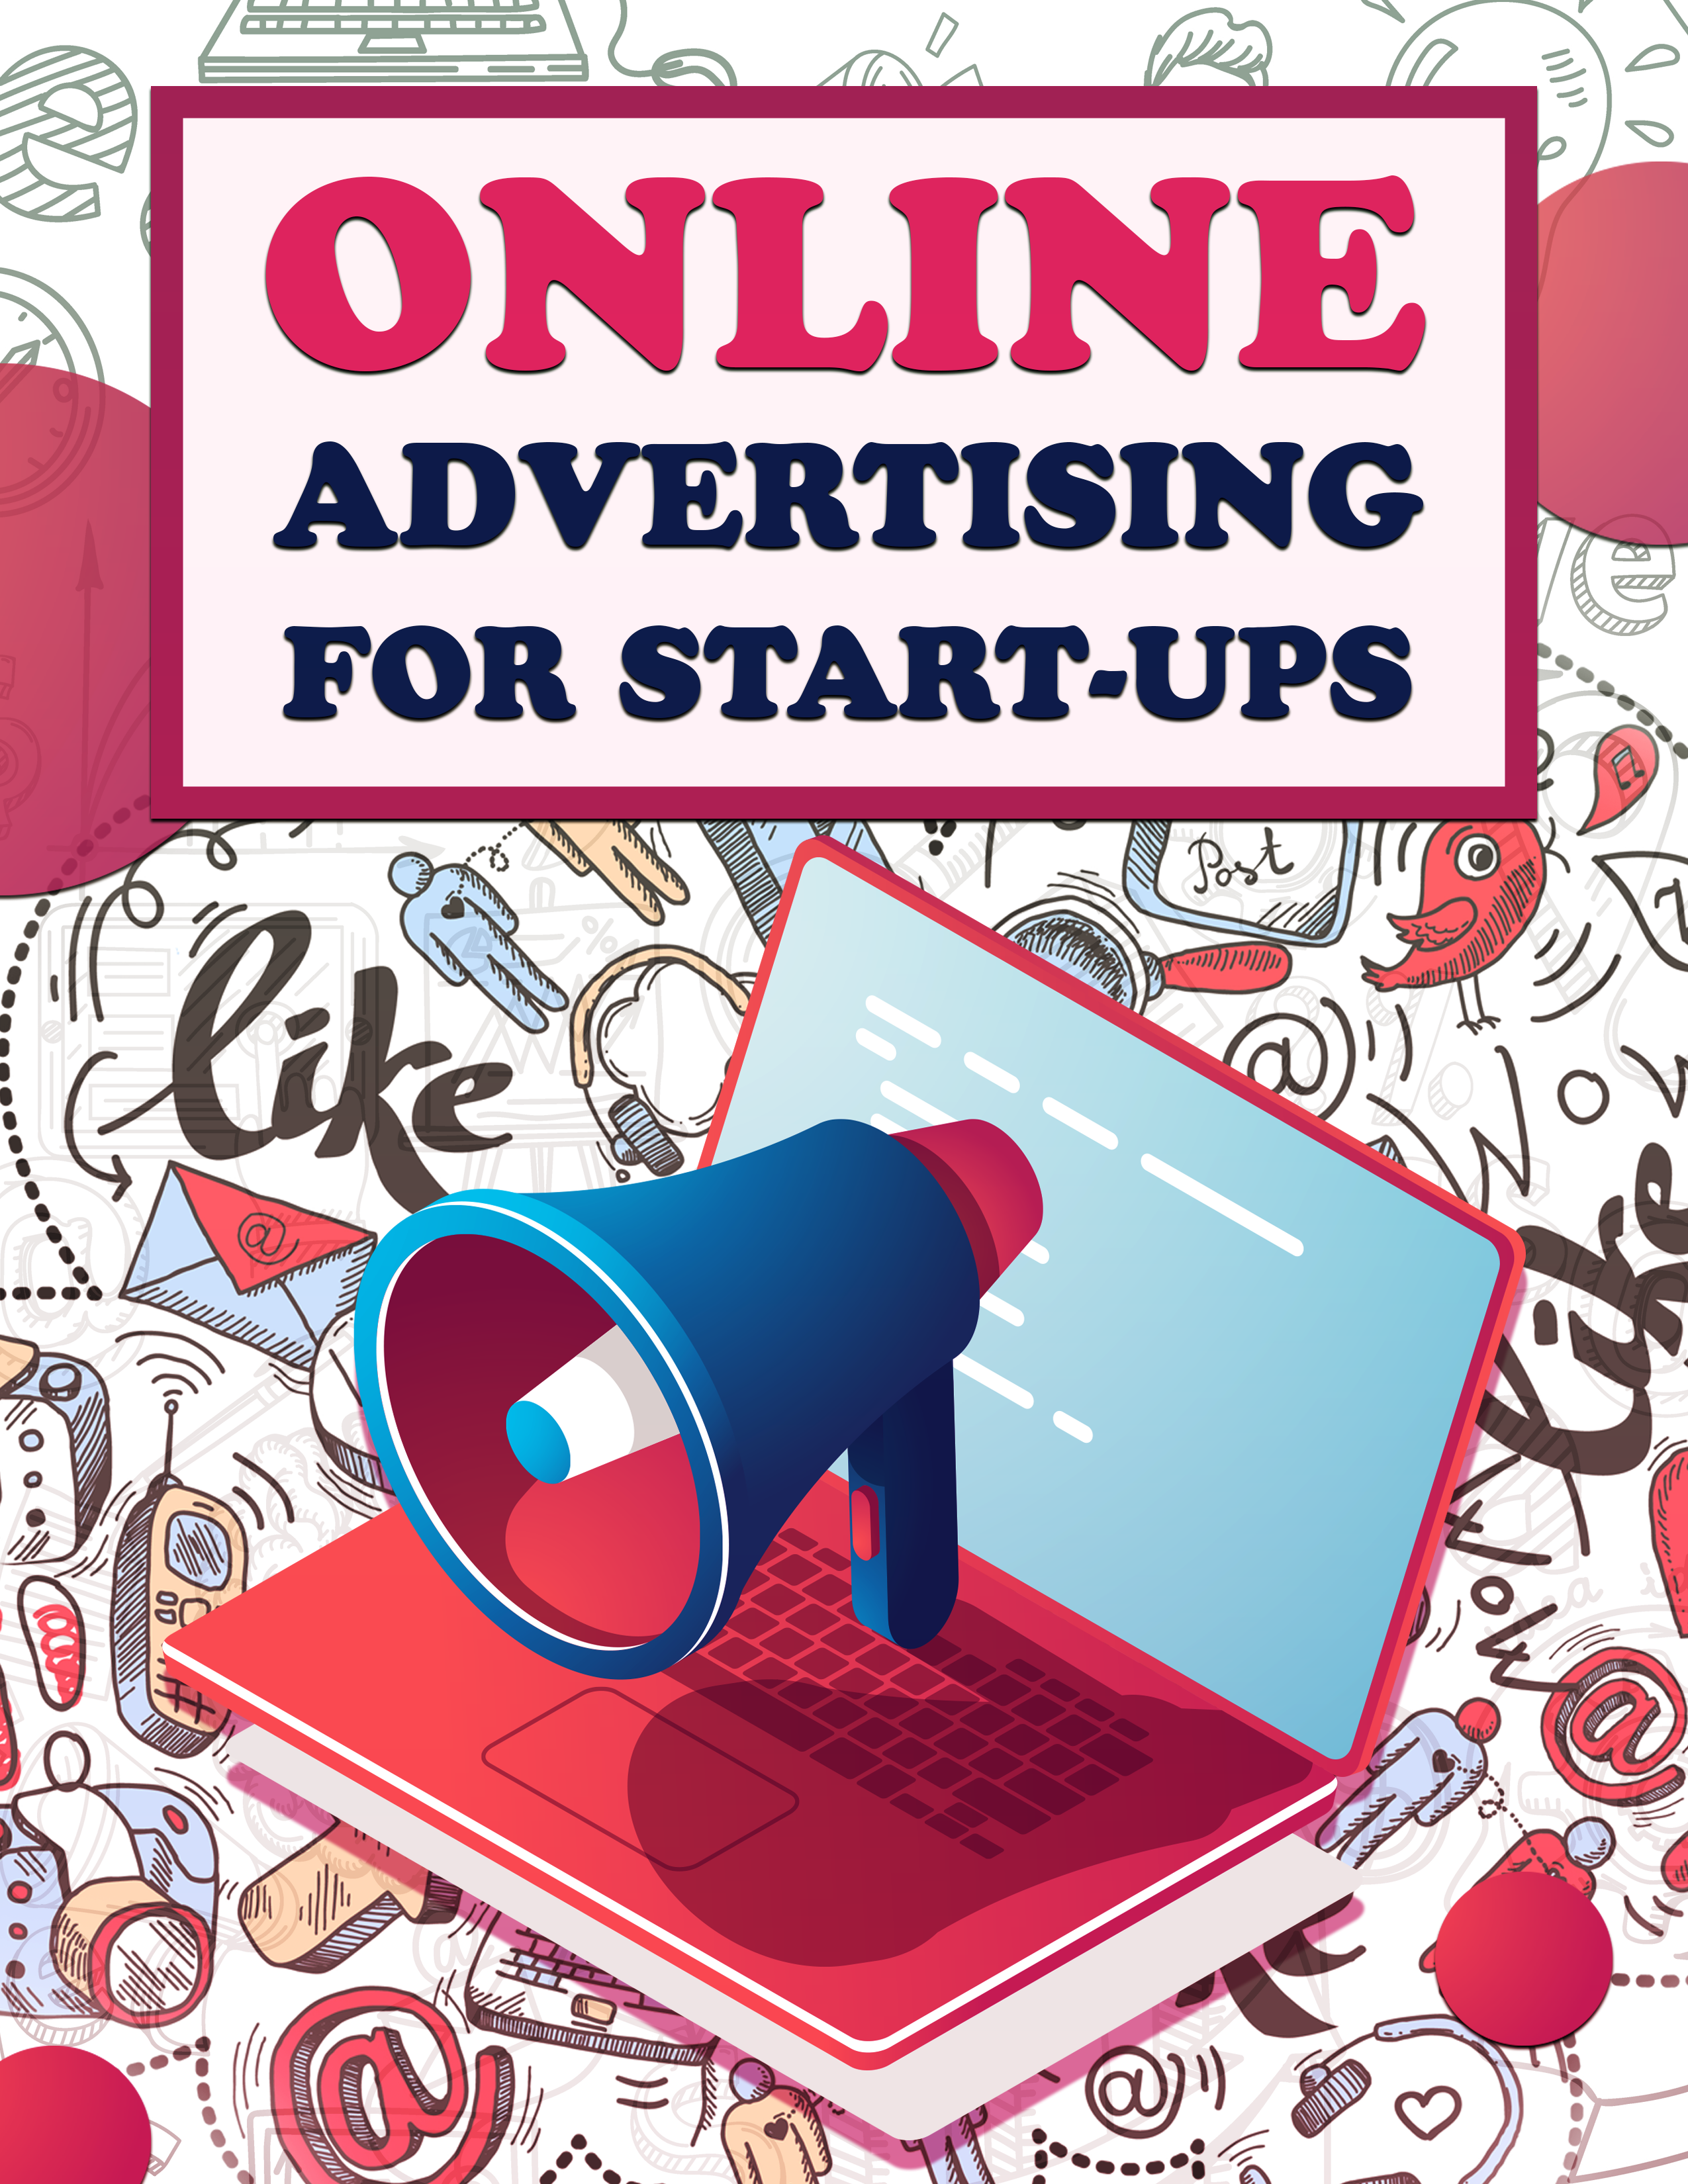 ONLINE
ADVERTISING
FOR START-UPS
Post
like
@
@
like
@
@
@